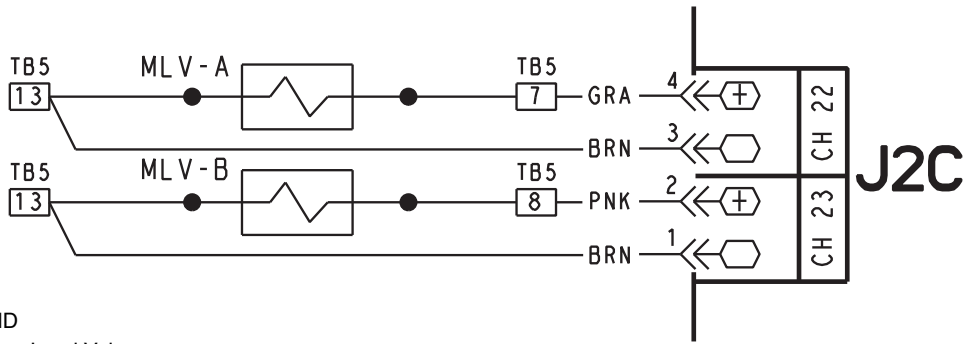 TB5 MLV-A TB5
13 7 GRA 4 + CH 22
BRN 3
J2C
TB5 MLV-B TB5
13 8 PNK 2 + CH 23
BRN 1